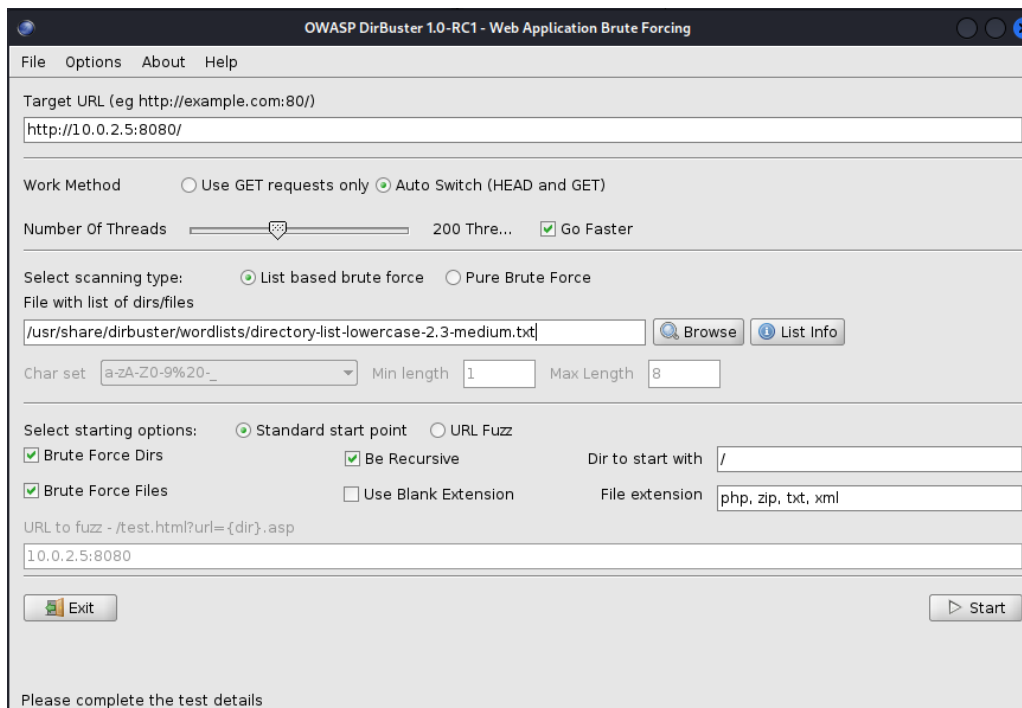 OWASP DirBuster 1.0-RC1 - Web Application Brute Forcing
File Options About Help
Target URL (eg http://example.com:80/)
http://10.0.2.5:8080/
Work Method Use GET requests only Auto Switch (HEAD and GET)
Number Of Threads 200 Thre... Go Faster
Select scanning type: List based brute force Pure Brute Force
File with list of dirs/files
/usr/share/dirbuster/wordlists/directory-list-lowercase-2.3-medium.txt Browse List Info
Char set a-zA-Z0-9%20-_ Min length 1 Max Length 8
Select starting options: Standard start point URL Fuzz
Brute Force Dirs Be Recursive Dir to start with /
Brute Force Files Use Blank Extension File extension php, zip, txt, xml
URL to fuzz - /test.html?url={dir}.asp
10.0.2.5:8080
Exit Start
Please complete the test details